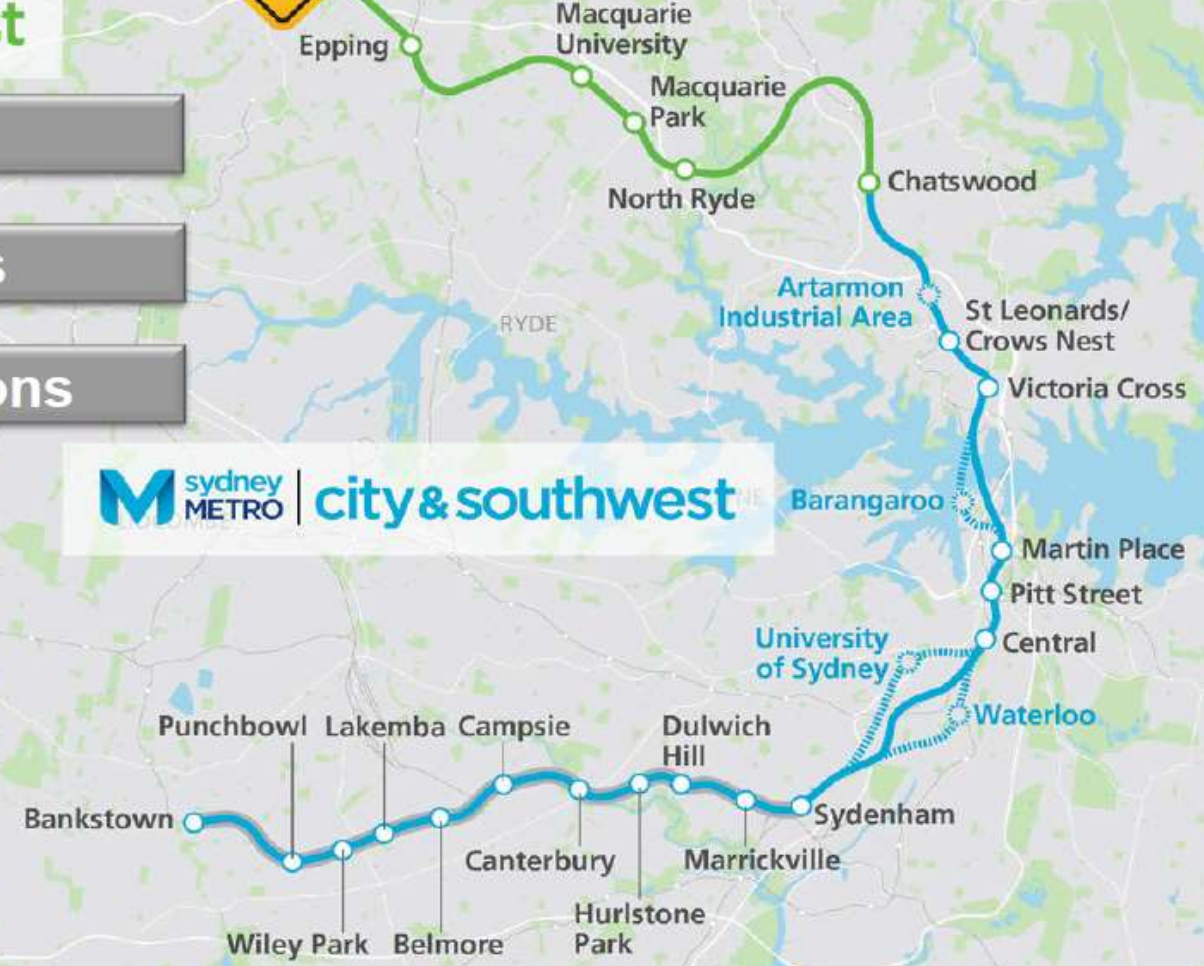 st
Epping
Macquarie
University
Macquarie
Park
North Ryde
Chatswood
s
Artarmon
Industrial Area
St Leonards/
Crows Nest
RYDE
ons
Victoria Cross
sydney
METRO
city & southwest
Barangaroo
Martin Place
Pitt Street
University
of Sydney
Central
Waterloo
Punchbowl
Lakemba
Campsie
Dulwich
Hill
Bankstown
Sydenham
Canterbury
Marrickville
Hurlstone
Park
Wiley Park
Belmore